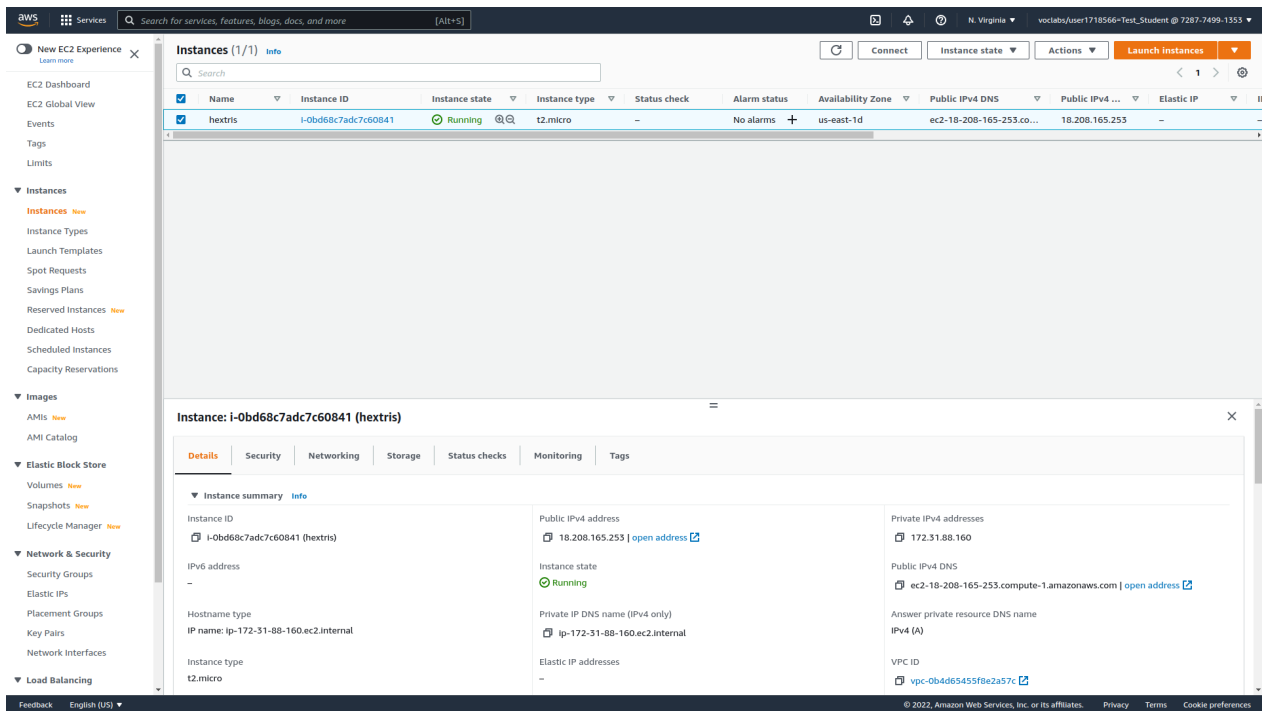 aws Services Search for services, features, blogs, docs, and more [Alt+S] N. Virginia voclabs/user1718566=Test_Student @ 7287-7499-1353
New EC2 Experience
Learn more
EC2 Dashboard
EC2 Global View
Events
Tags
Limits
Instances
Instances New
Instance Types
Launch Templates
Spot Requests
Savings Plans
Reserved Instances New
Dedicated Hosts
Scheduled Instances
Capacity Reservations
Images
AMIs New
AMI Catalog
Elastic Block Store
Volumes New
Snapshots New
Lifecycle Manager New
Network & Security
Security Groups
Elastic IPs
Placement Groups
Key Pairs
Network Interfaces
Load Balancing
Instances (1/1) Info Connect Instance state Actions Launch instances
Search 1
Name Instance ID Instance state Instance type Status check Alarm status Availability Zone Public IPv4 DNS Public IPv4 ... Elastic IP
hextris i-0bd68c7adc7c60841 Running t2.micro – No alarms + us-east-1d ec2-18-208-165-253.co... 18.208.165.253 – –
Instance: i-0bd68c7adc7c60841 (hextris)
Details Security Networking Storage Status checks Monitoring Tags
Instance summary Info
Instance ID Public IPv4 address Private IPv4 addresses
i-0bd68c7adc7c60841 (hextris) 18.208.165.253 | open address 172.31.88.160
IPv6 address Instance state Public IPv4 DNS
– Running ec2-18-208-165-253.compute-1.amazonaws.com | open address
Hostname type Private IP DNS name (IPv4 only) Answer private resource DNS name
IP name: ip-172-31-88-160.ec2.internal ip-172-31-88-160.ec2.internal IPv4 (A)
Instance type Elastic IP addresses VPC ID
t2.micro – vpc-0b4d65455f8e2a57c
Feedback English (US) © 2022, Amazon Web Services, Inc. or its affiliates. Privacy Terms Cookie preferences